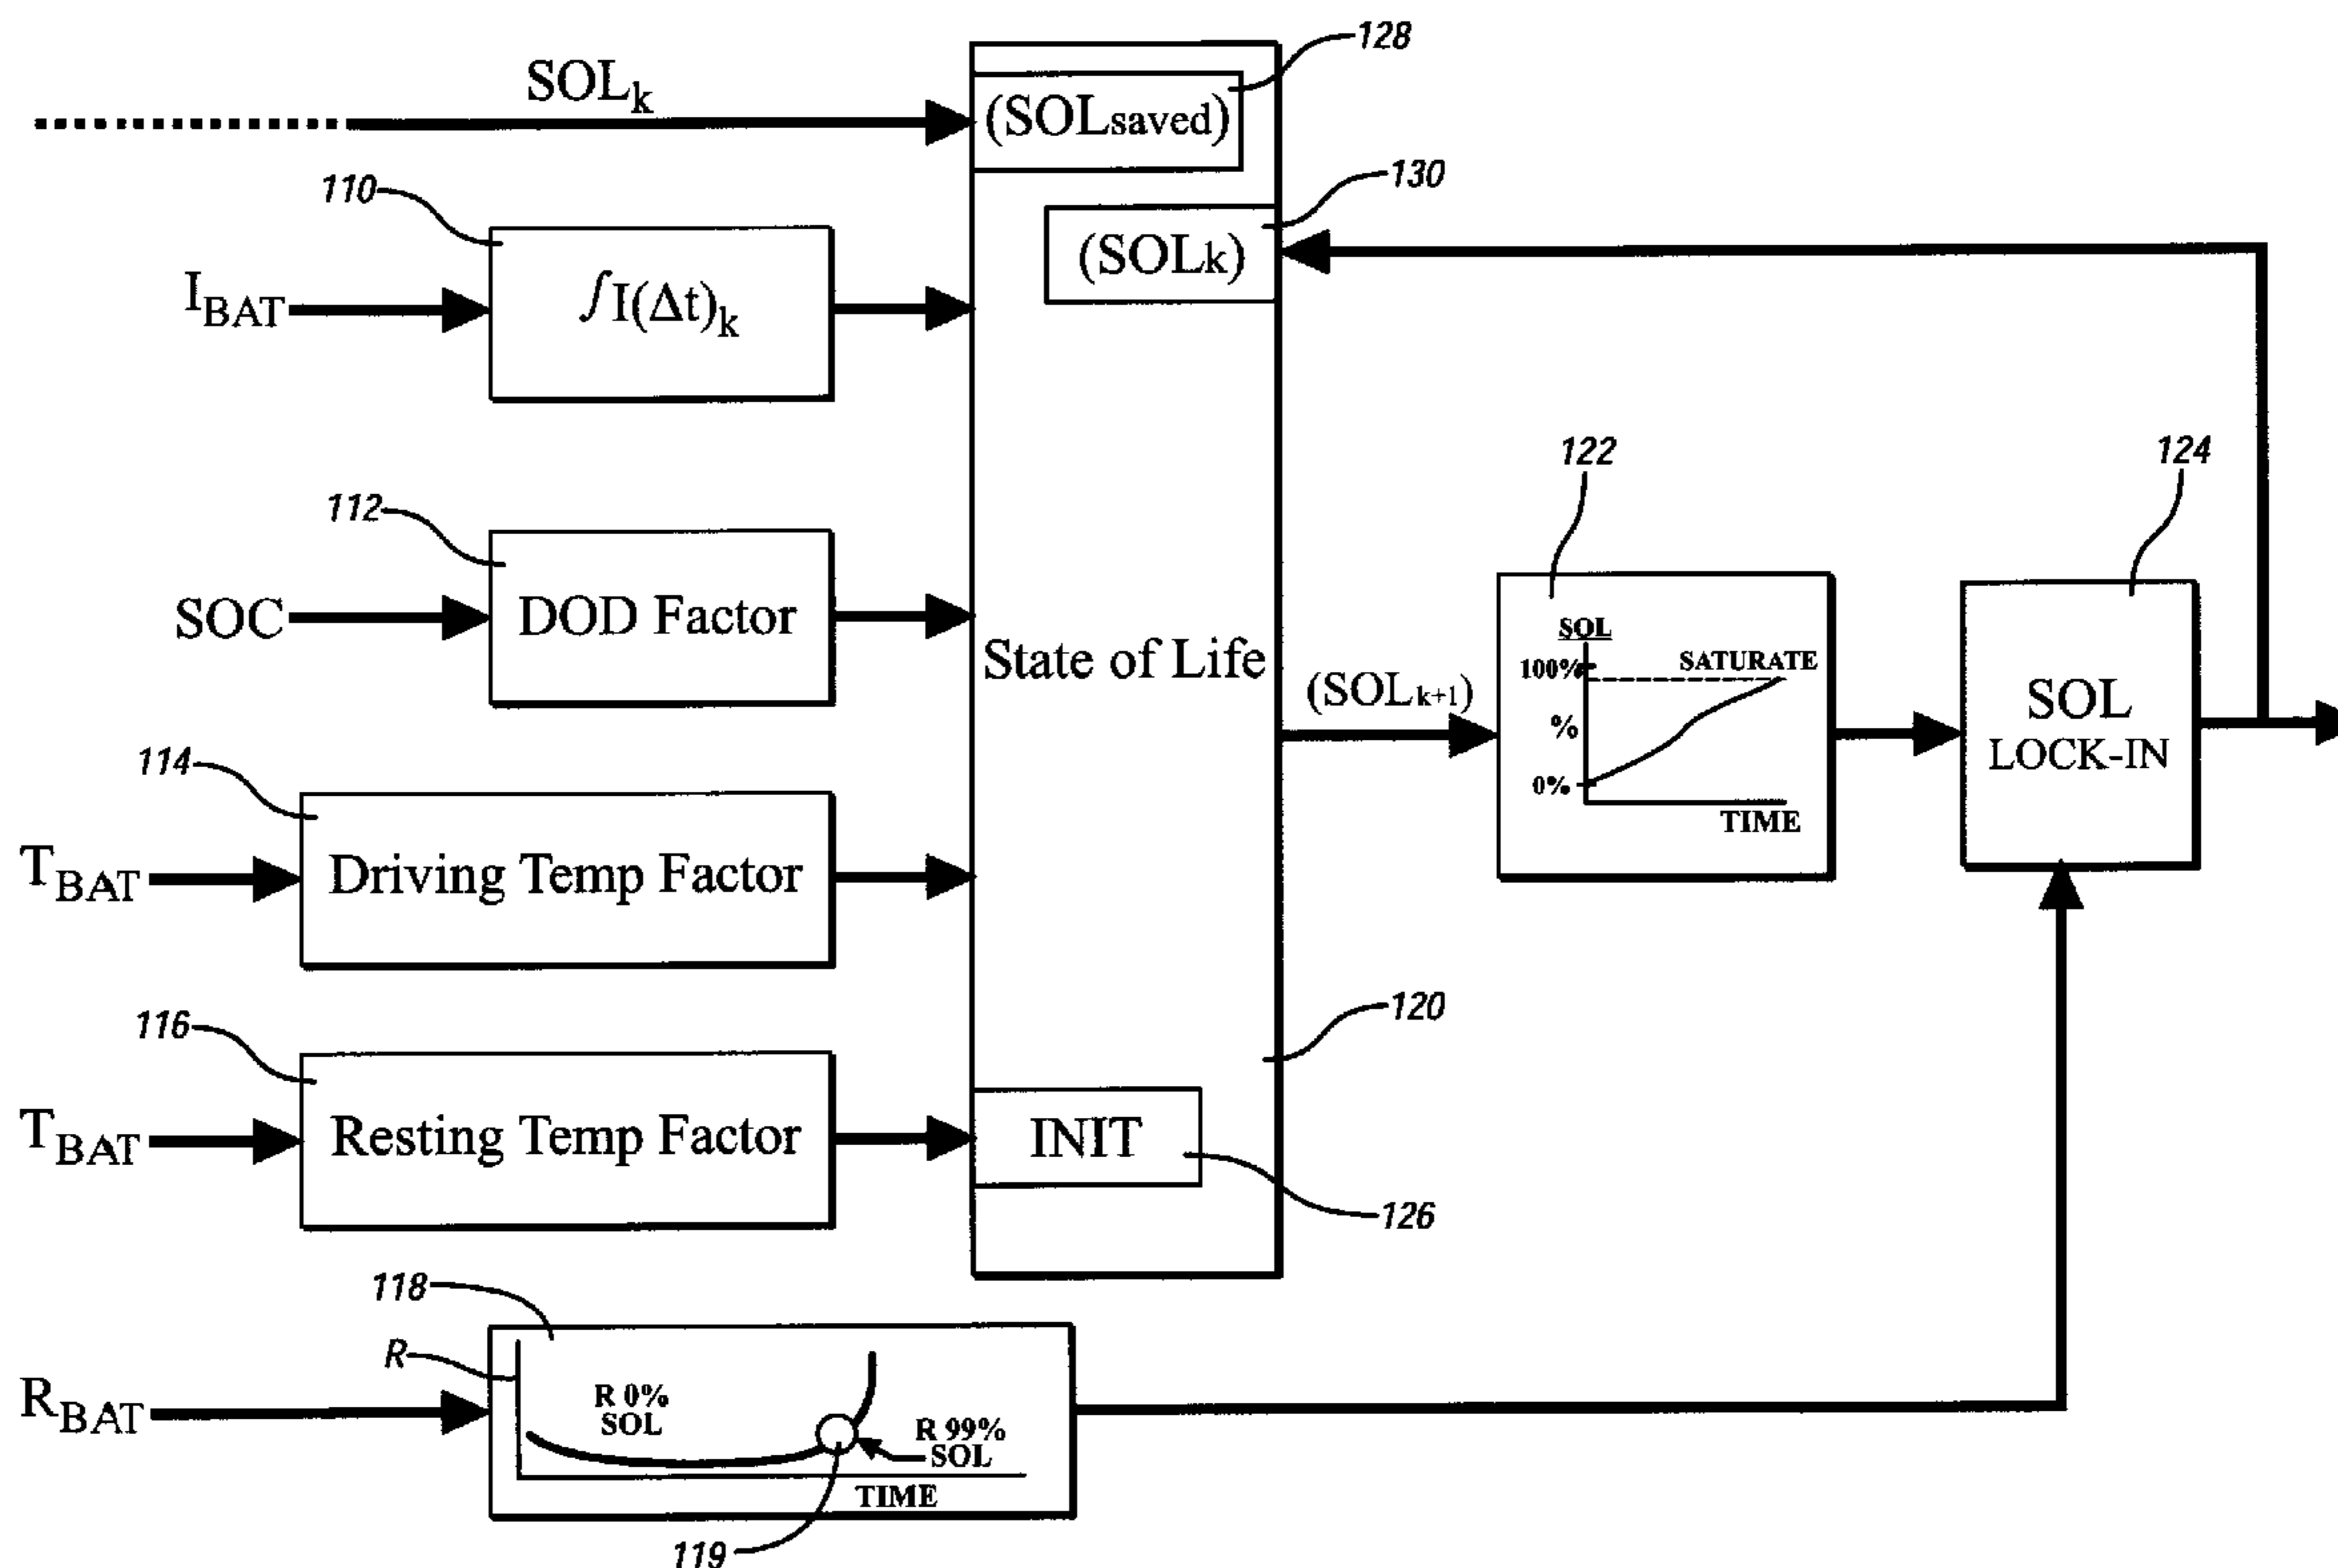 128
SOLk
(SOLsaved)
130
110
(SOLk)
IBAT
∫I(Δt)k
122
124
112
SOC
DOD Factor
State of Life
(SOLk+1)
SOL
100%
SATURATE
%
0%
TIME
SOL
LOCK-IN
114
TBAT
Driving Temp Factor
116
120
TBAT
Resting Temp Factor
INIT
126
118
R
RBAT
R 0%
SOL
R 99%
SOL
TIME
119